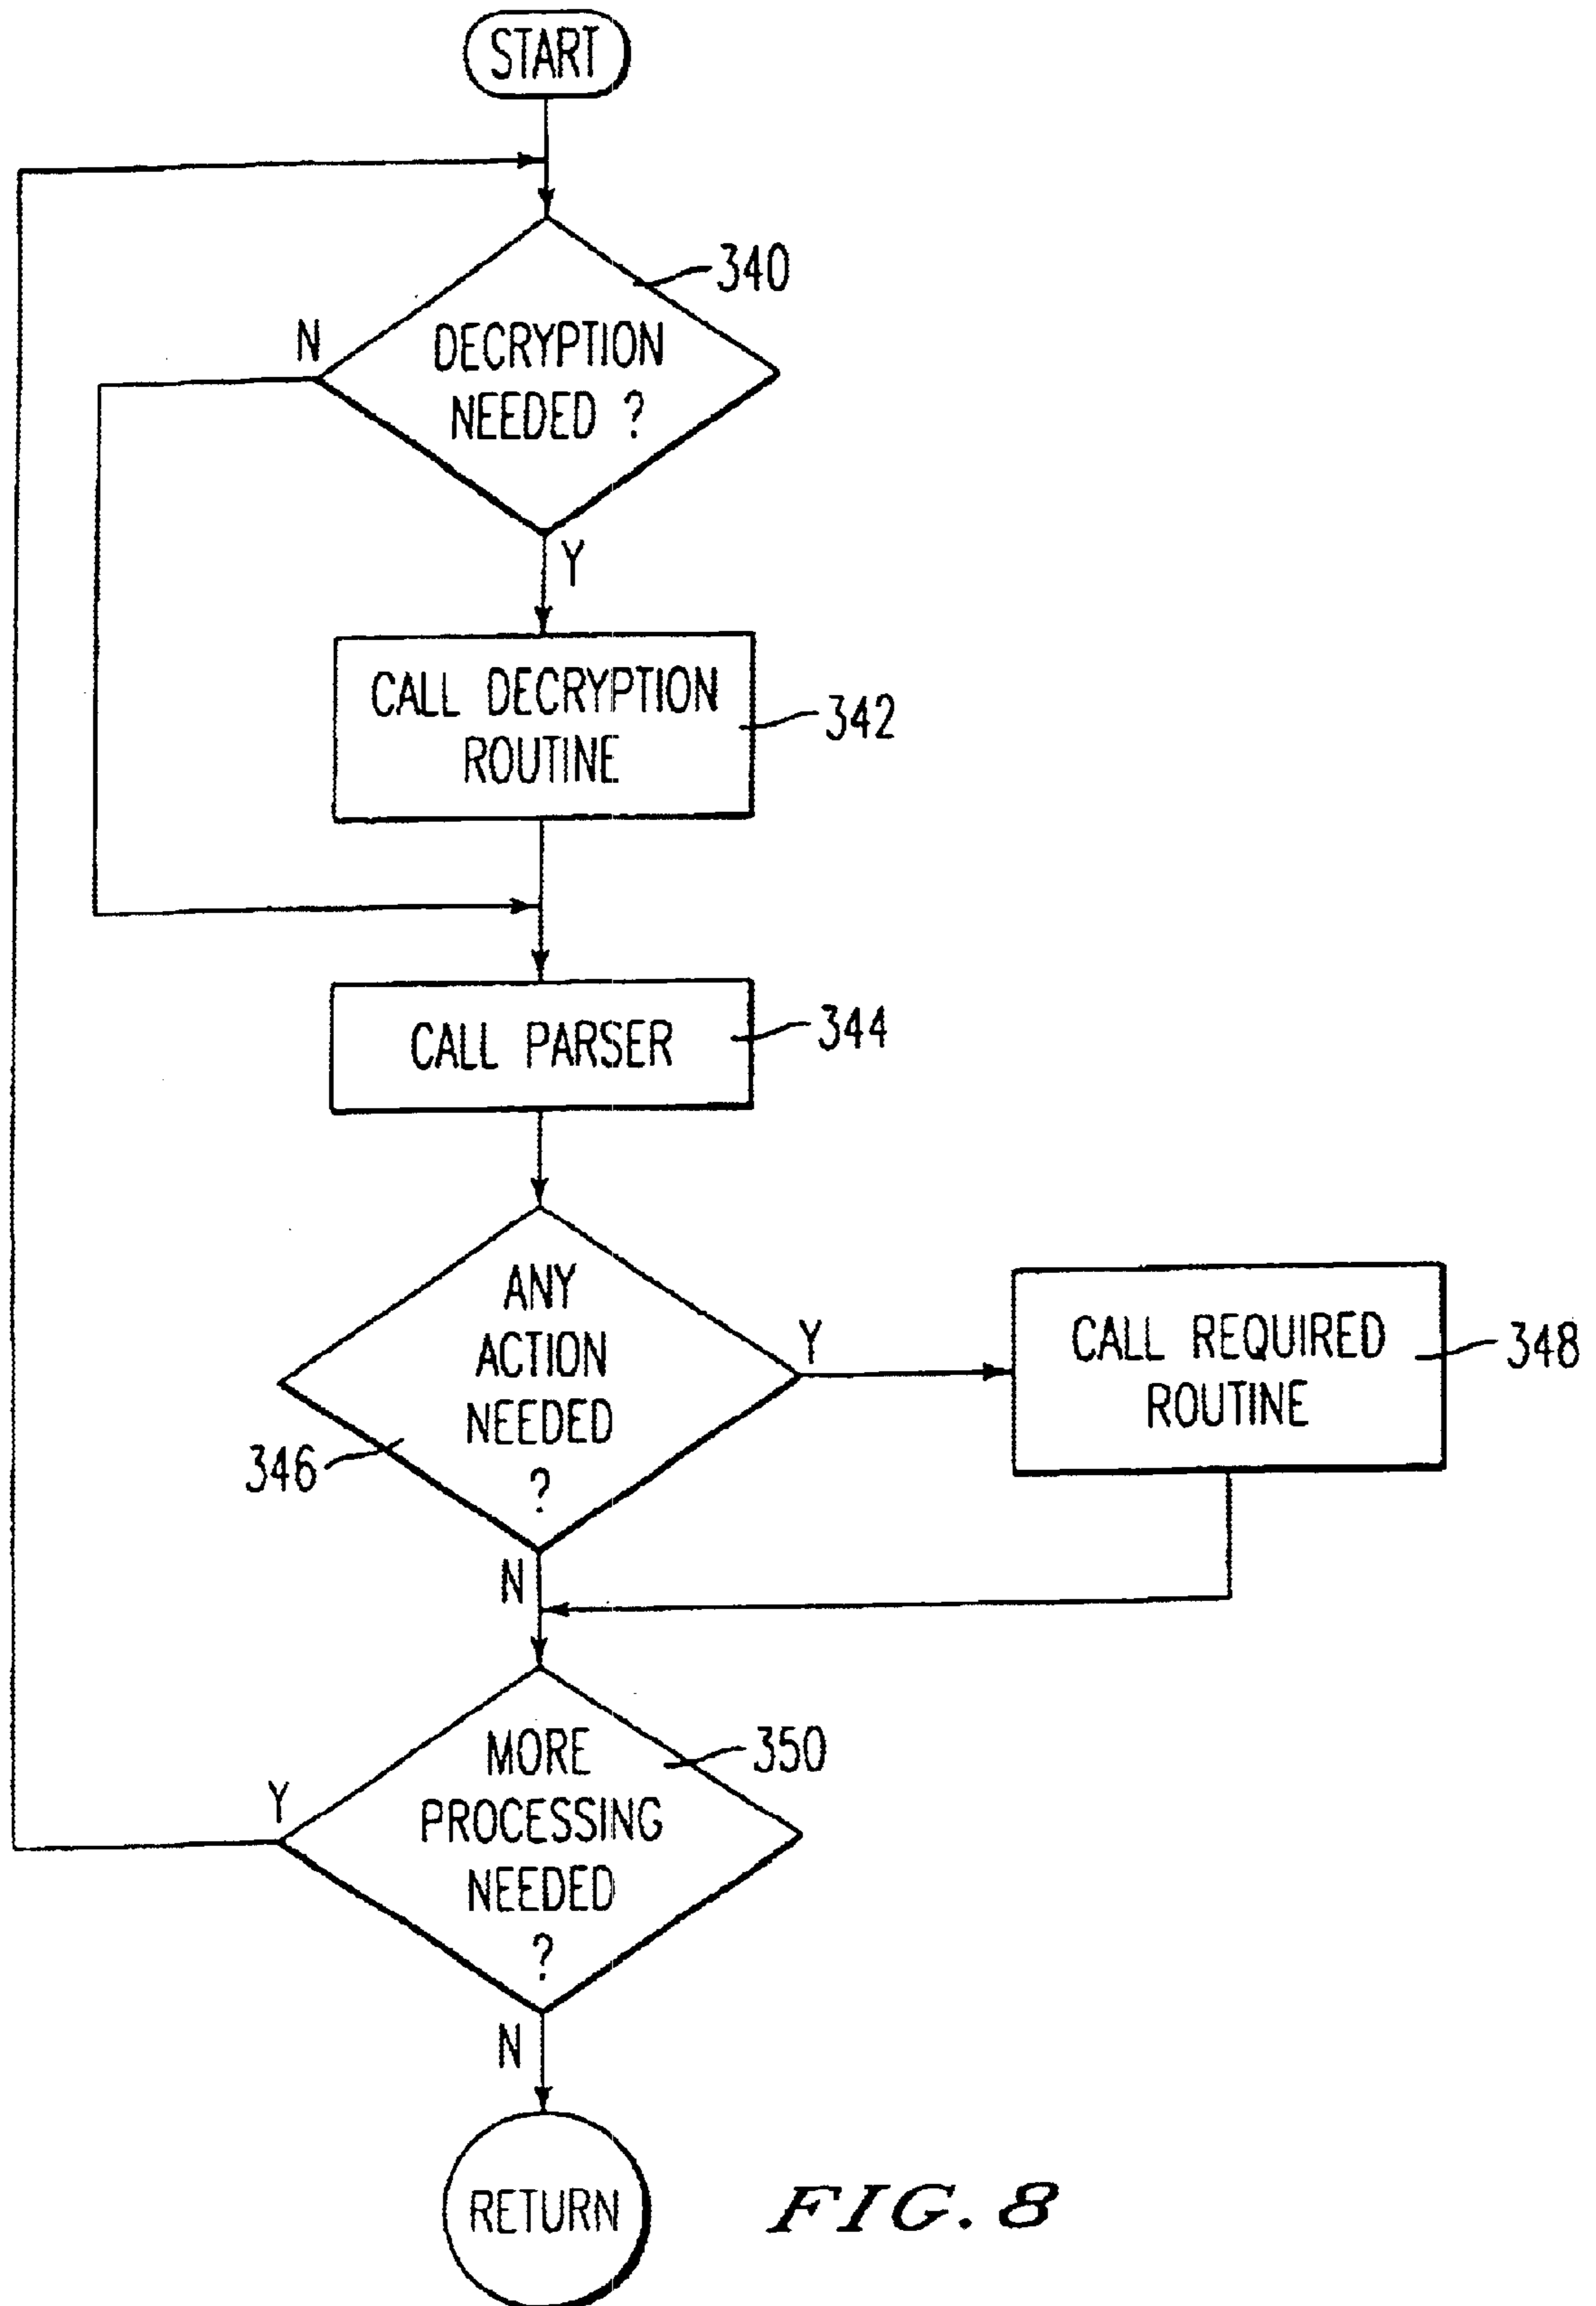 START
340
N
DECRYPTION
NEEDED ?
Y
CALL DECRYPTION
ROUTINE
342
CALL PARSER
344
ANY
ACTION
NEEDED
?
346
Y
CALL REQUIRED
ROUTINE
348
N
MORE
PROCESSING
NEEDED
?
350
Y
N
RETURN
FIG. 8